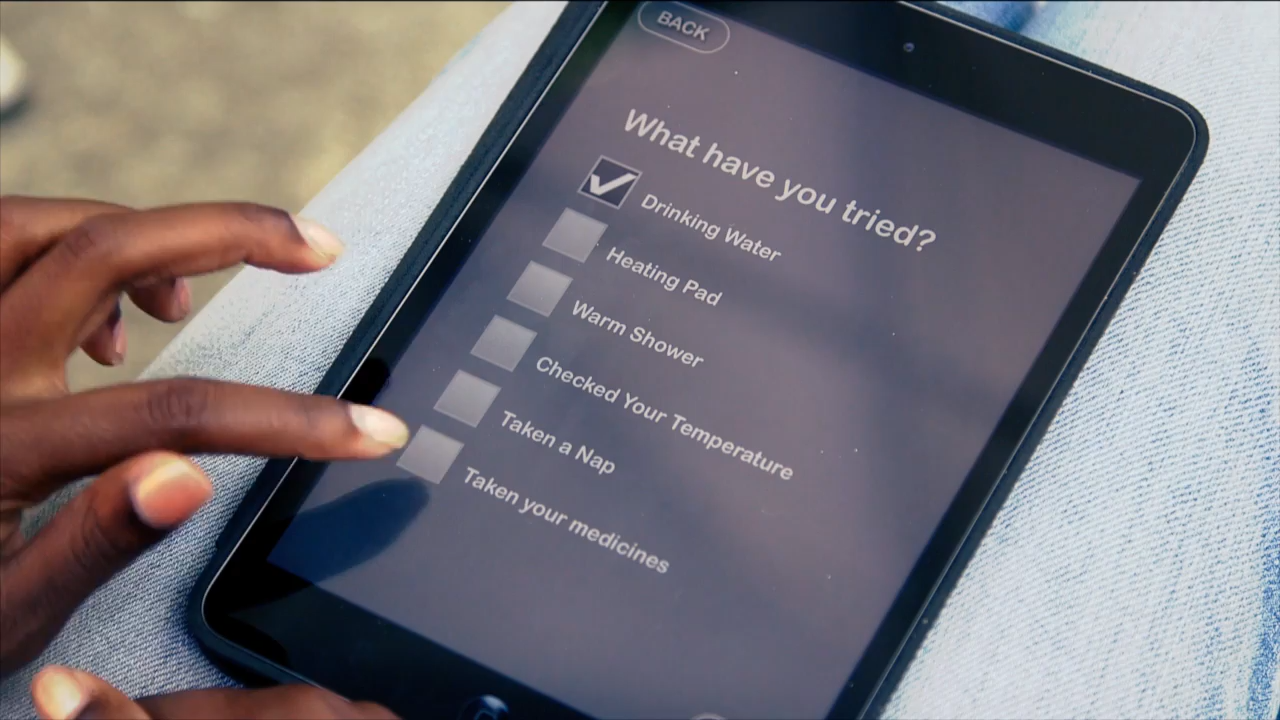 BACK
What have you tried?
Drinking Water
Heating Pad
Warm Shower
Checked Your Temperature
Taken a Nap
Taken your medicines